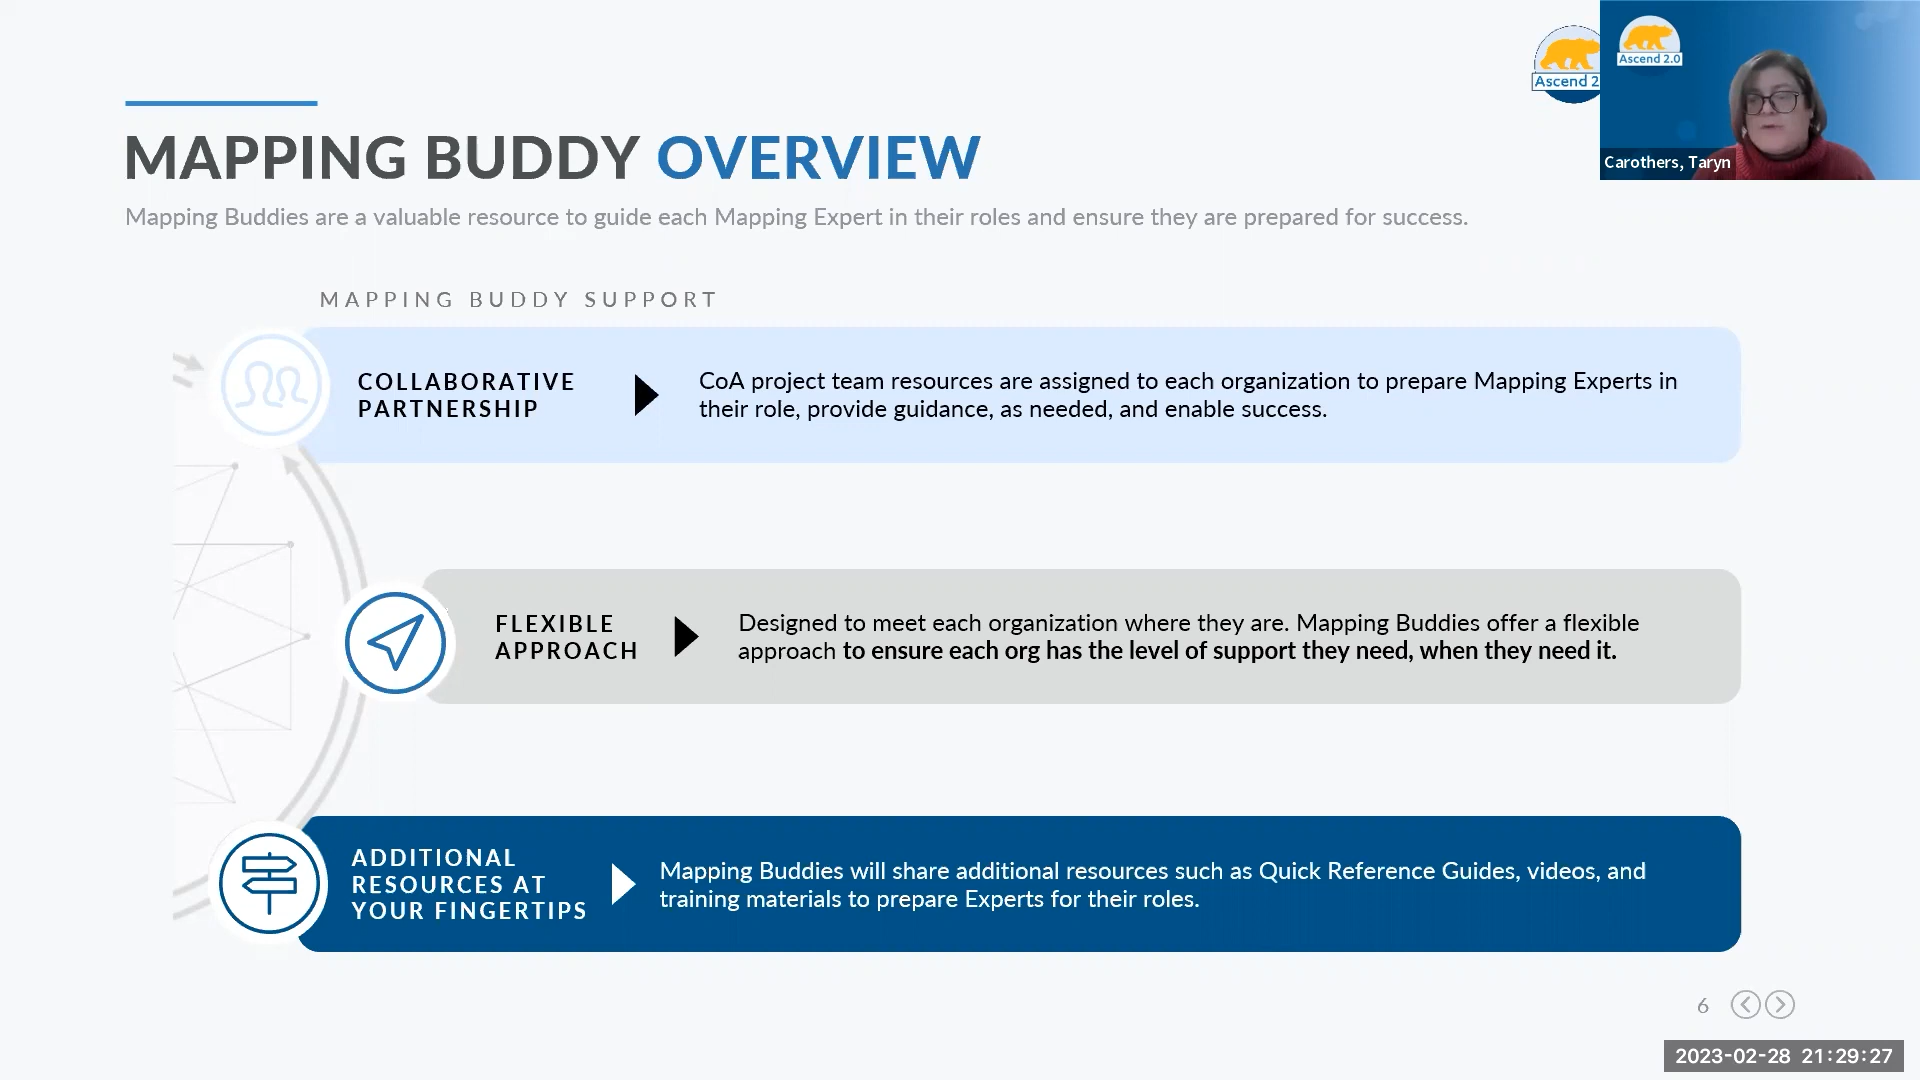 Ascend 2
Ascend 2.0
Carothers, Taryn
MAPPING BUDDY OVERVIEW
Mapping Buddies are a valuable resource to guide each Mapping Expert in their roles and ensure they are prepared for success.
MAPPING BUDDY SUPPORT
COLLABORATIVE
PARTNERSHIP
CoA project team resources are assigned to each organization to prepare Mapping Experts in
their role, provide guidance, as needed, and enable success.
FLEXIBLE
APPROACH
Designed to meet each organization where they are. Mapping Buddies offer a flexible
approach to ensure each org has the level of support they need, when they need it.
ADDITIONAL
RESOURCES AT
YOUR FINGERTIPS
Mapping Buddies will share additional resources such as Quick Reference Guides, videos, and
training materials to prepare Experts for their roles.
6
2023-02-28 21:29:27